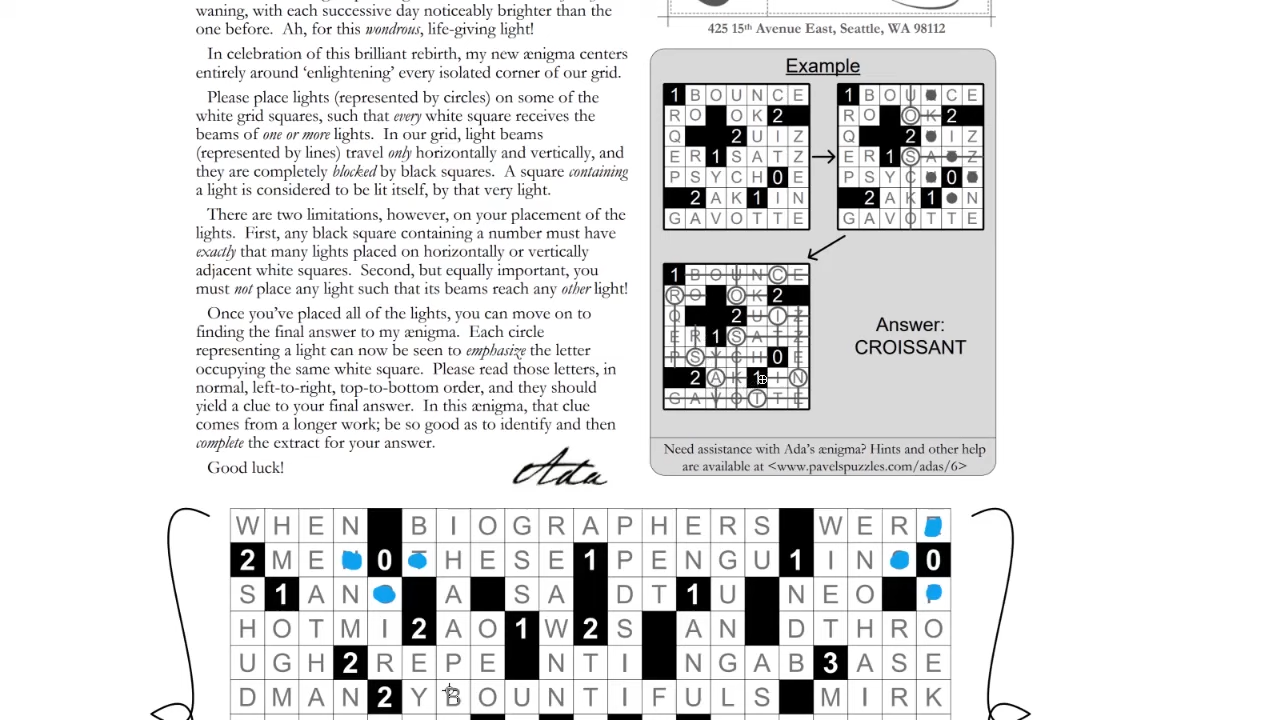 waning, with each successive day noticeably brighter than the
one before. Ah, for this wondrous, life-giving light!
In celebration of this brilliant rebirth, my new ænigma centers
entirely around ‘enlightening’ every isolated corner of our grid.
Please place lights (represented by circles) on some of the
white grid squares, such that every white square receives the
beams of one or more lights. In our grid, light beams
(represented by lines) travel only horizontally and vertically, and
they are completely blocked by black squares. A square containing
a light is considered to be lit itself, by that very light.
There are two limitations, however, on your placement of the
lights. First, any black square containing a number must have
exactly that many lights placed on horizontally or vertically
adjacent white squares. Second, but equally important, you
must not place any light such that its beams reach any other light!
Once you’ve placed all of the lights, you can move on to
finding the final answer to my ænigma. Each circle
representing a light can now be seen to emphasize the letter
occupying the same white square. Please read those letters, in
normal, left-to-right, top-to-bottom order, and they should
yield a clue to your final answer. In this ænigma, that clue
comes from a longer work; be so good as to identify and then
complete the extract for your answer.
Good luck!
Ada
425 15th Avenue East, Seattle, WA 98112
Example
1 B O U N C E
R O O K 2
Q 2 U I Z
E R 1 S A T Z
P S Y C H 0 E
2 A K 1 I N
G A V O T T E
1 B O U C E
R O O K 2
Q 2 I Z
E R 1 S A T Z
P S Y C 0
2 A K 1 N
G A V O T T E
1 B O U N C E
R O O K 2
Q 2 U I Z
E R 1 S A T Z
P S Y C H 0 E
2 A K 1 I N
G A V O T T E
Answer:
CROISSANT
Need assistance with Ada’s ænigma? Hints and other help
are available at <www.pavelspuzzles.com/adas/6>
W H E N B I O G R A P H E R S W E R
2 M E 0 H E S E 1 P E N G U 1 I N 0
S 1 A N A S A D T 1 U N E O
H O T M I 2 A O 1 W 2 S A N D T H R O
U G H 2 R E P E N T I N G A B 3 A S E
D M A N 2 Y B O U N T I F U L S M I R K